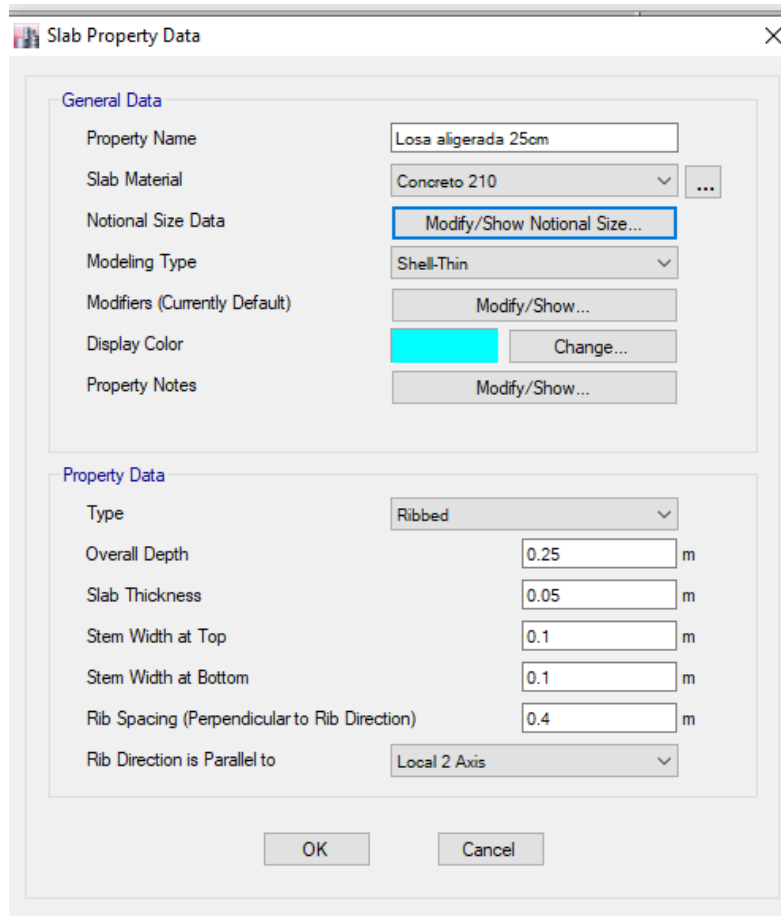 Slab Property Data
General Data
Property Name Losa aligerada 25cm
Slab Material Concreto 210 ...
Notional Size Data Modify/Show Notional Size...
Modeling Type Shell-Thin
Modifiers (Currently Default) Modify/Show...
Display Color Change...
Property Notes Modify/Show...
Property Data
Type Ribbed
Overall Depth 0.25 m
Slab Thickness 0.05 m
Stem Width at Top 0.1 m
Stem Width at Bottom 0.1 m
Rib Spacing (Perpendicular to Rib Direction) 0.4 m
Rib Direction is Parallel to Local 2 Axis
OK Cancel